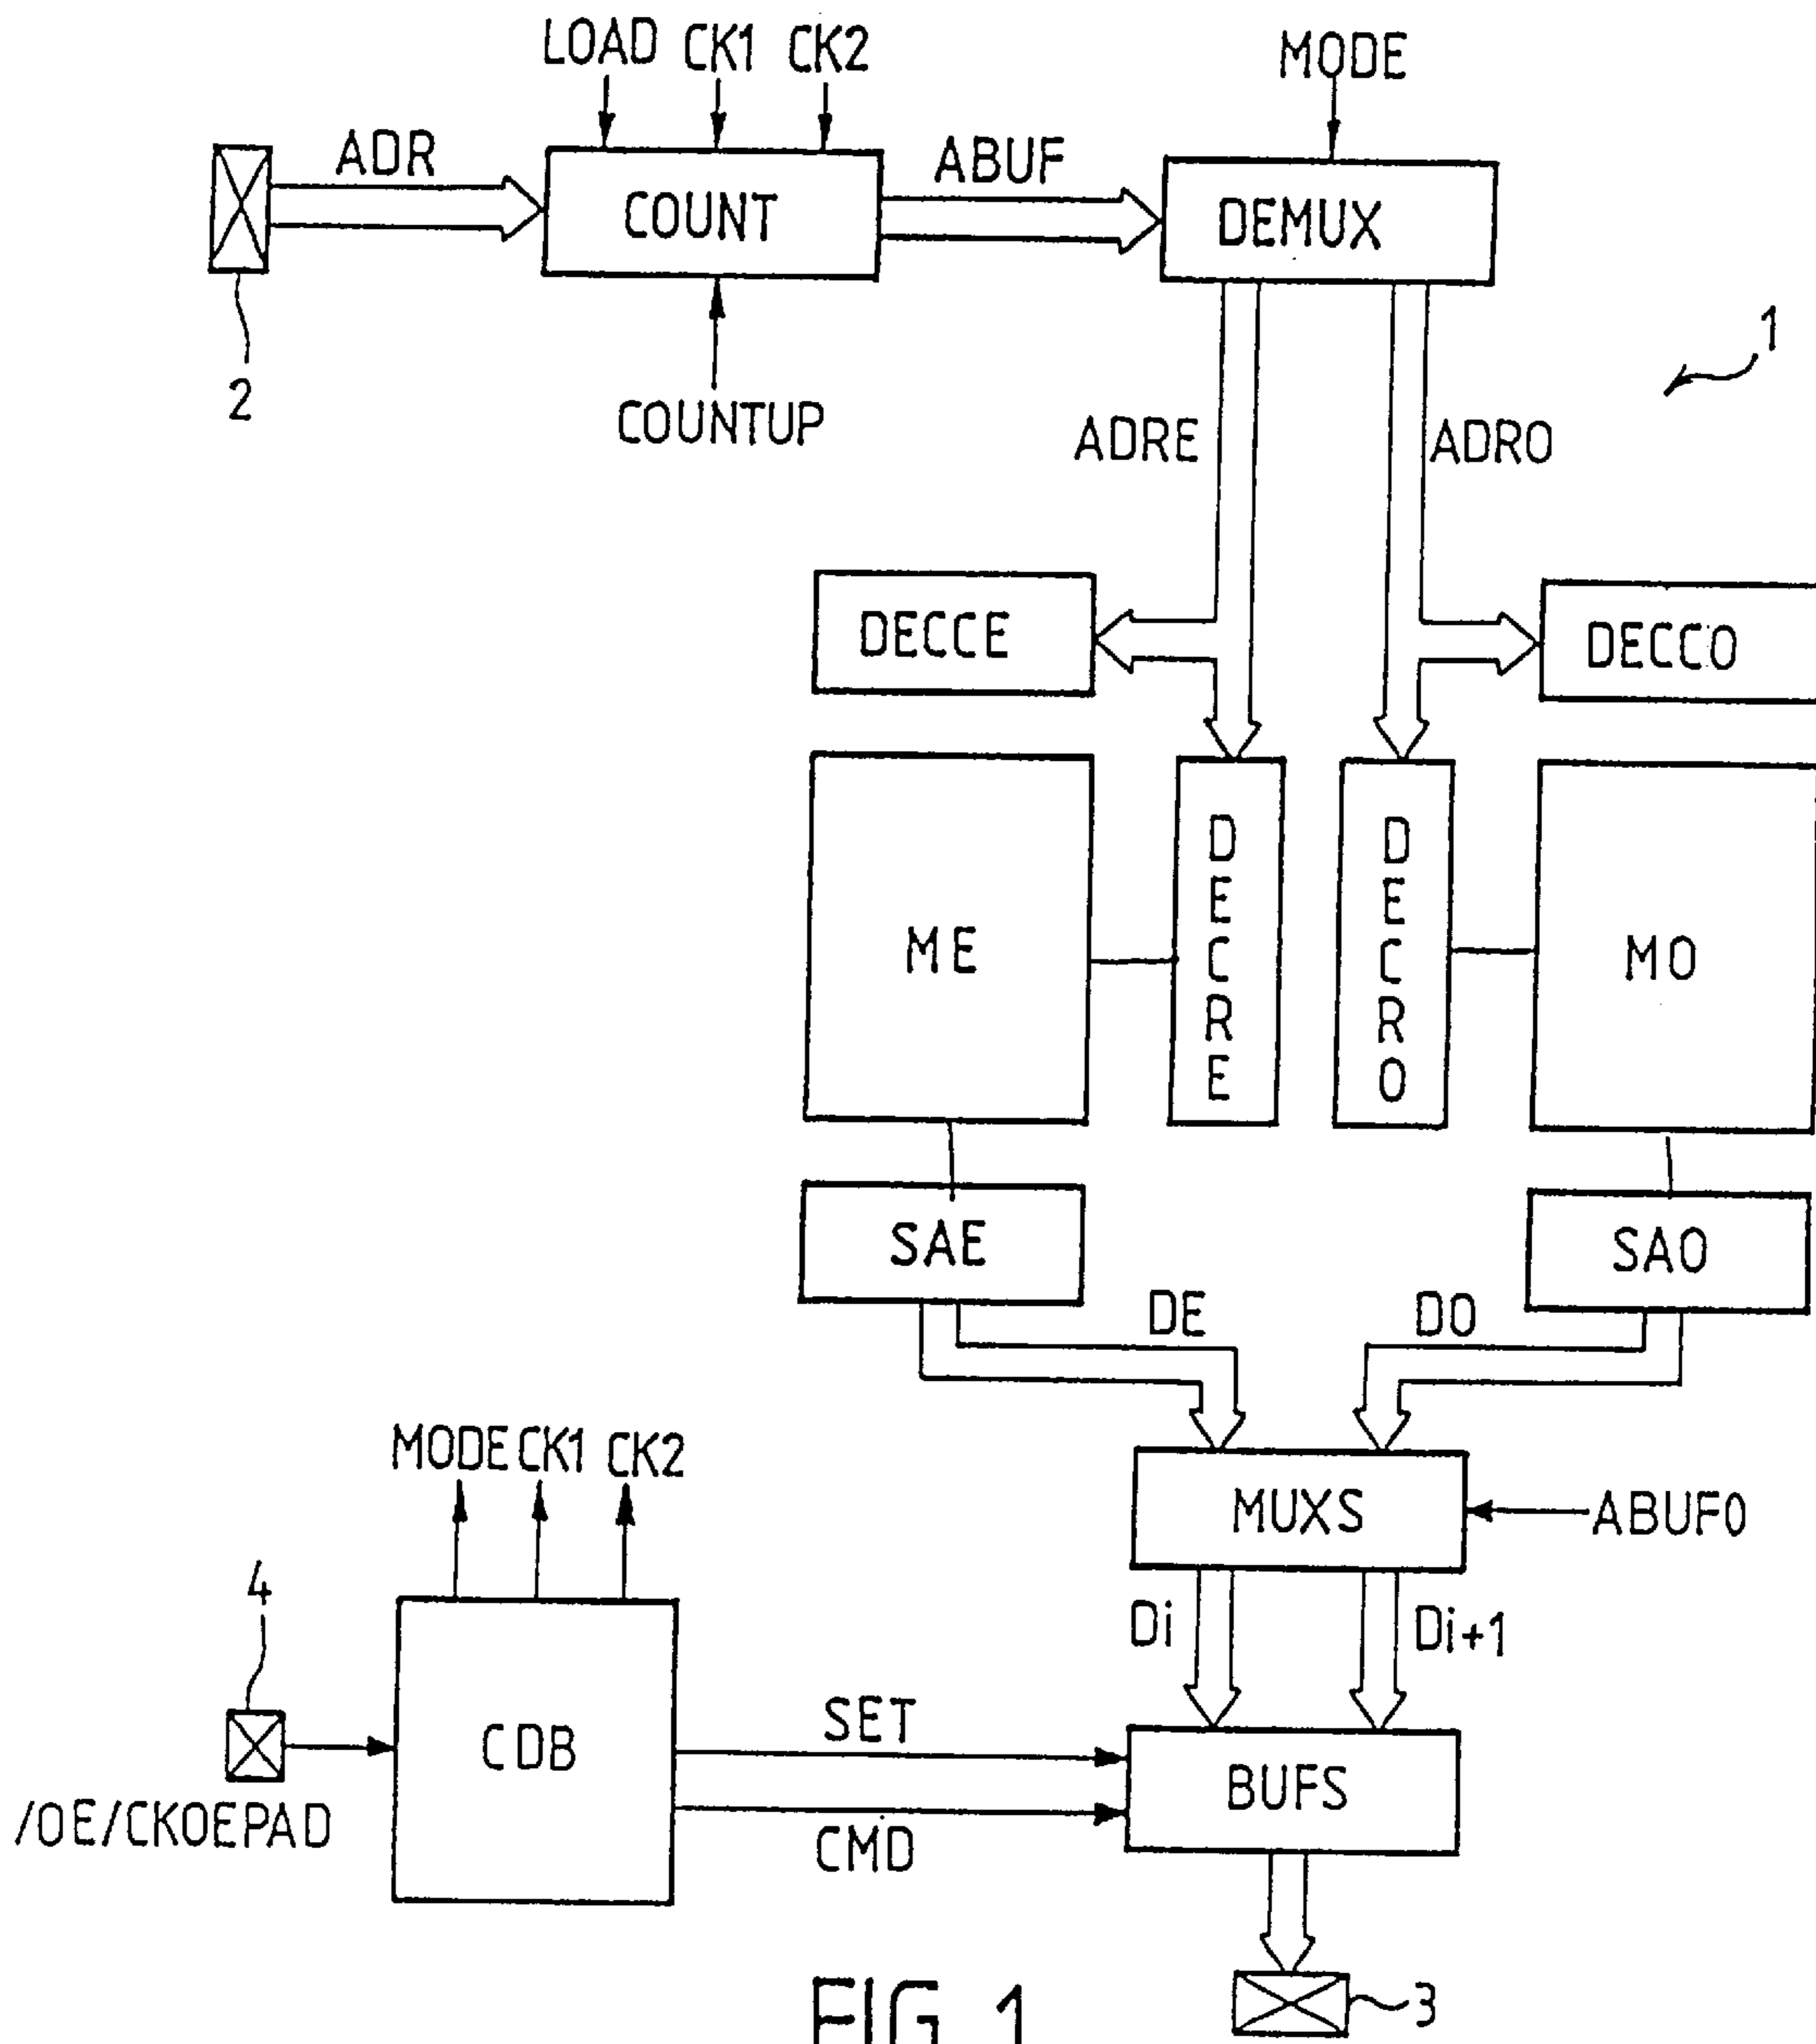 LOAD CK1 CK2
MODE
ADR
COUNT
ABUF
DEMUX
2
COUNTUP
1
ADRE
ADRO
DECCE
DECCO
ME
DECRE
DECRO
MO
SAE
SAO
DE
DO
MODE CK1 CK2
MUXS
ABUF0
4
Di
Di+1
CDB
SET
BUFS
/OE/CKOEPAD
CMD
3
FIG_1